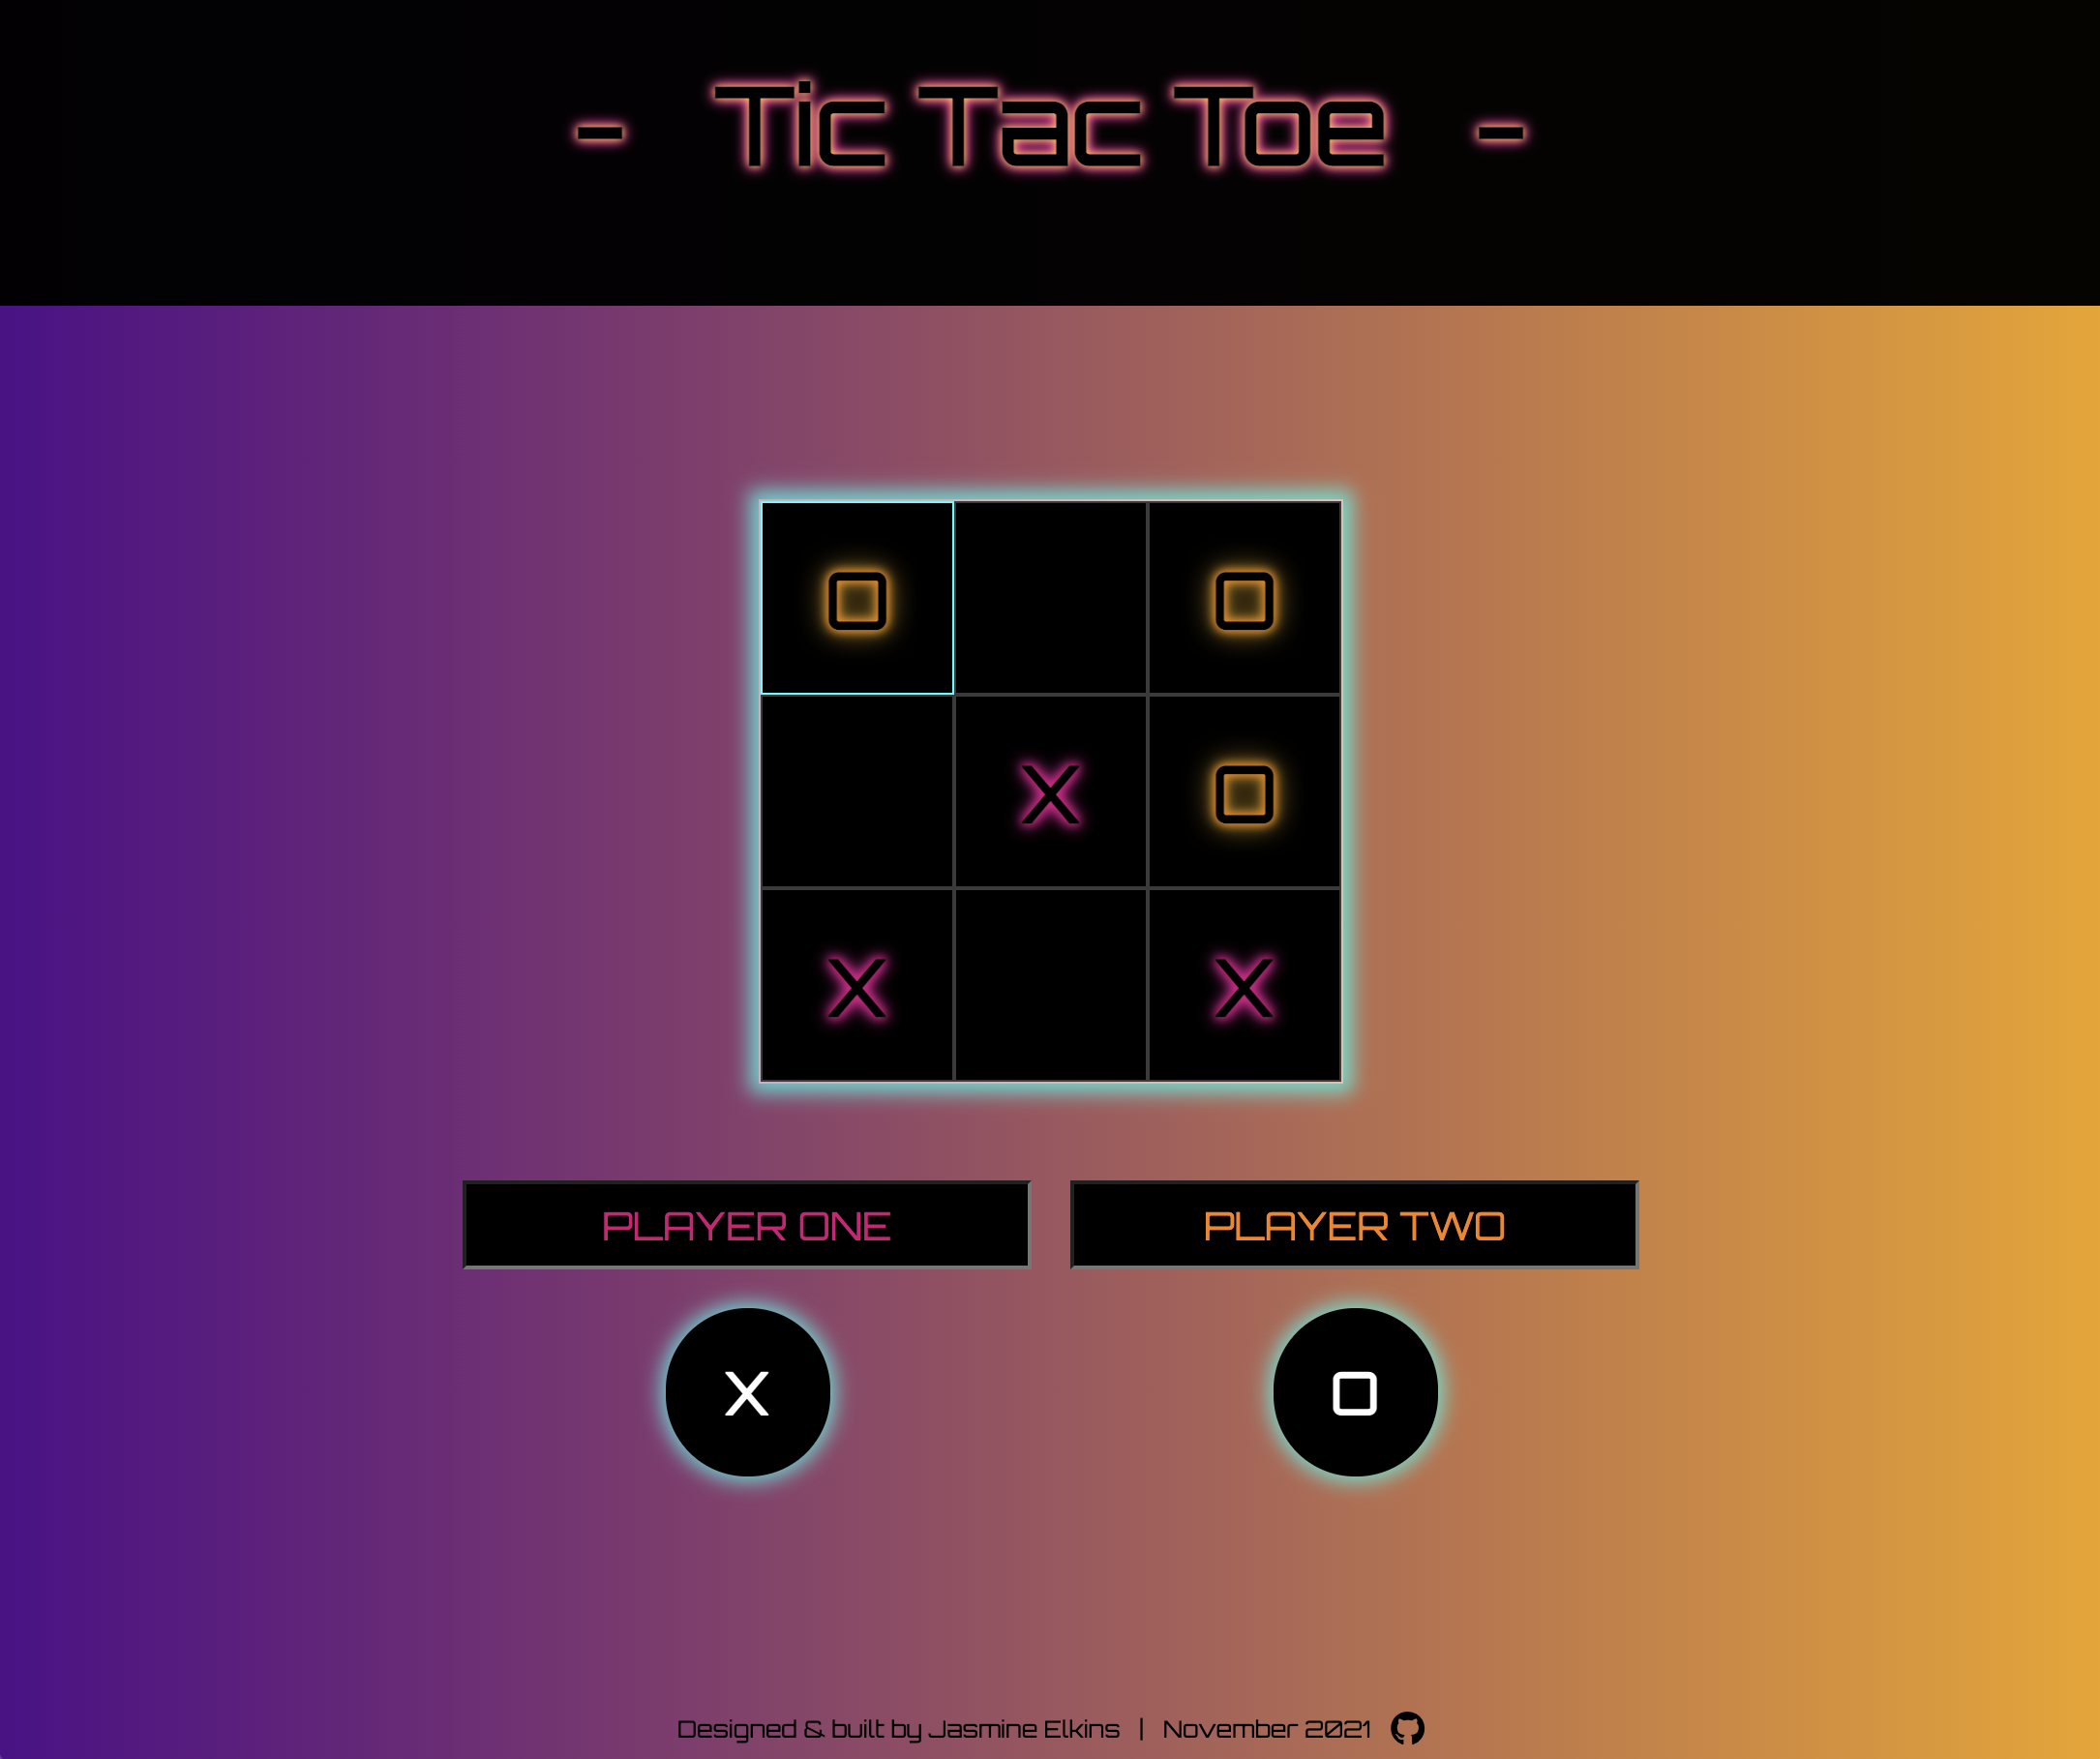 - Tic Tac Toe -
O O
X O
X X
PLAYER ONE PLAYER TWO
X O
Designed & built by Jasmine Elkins | November 2021